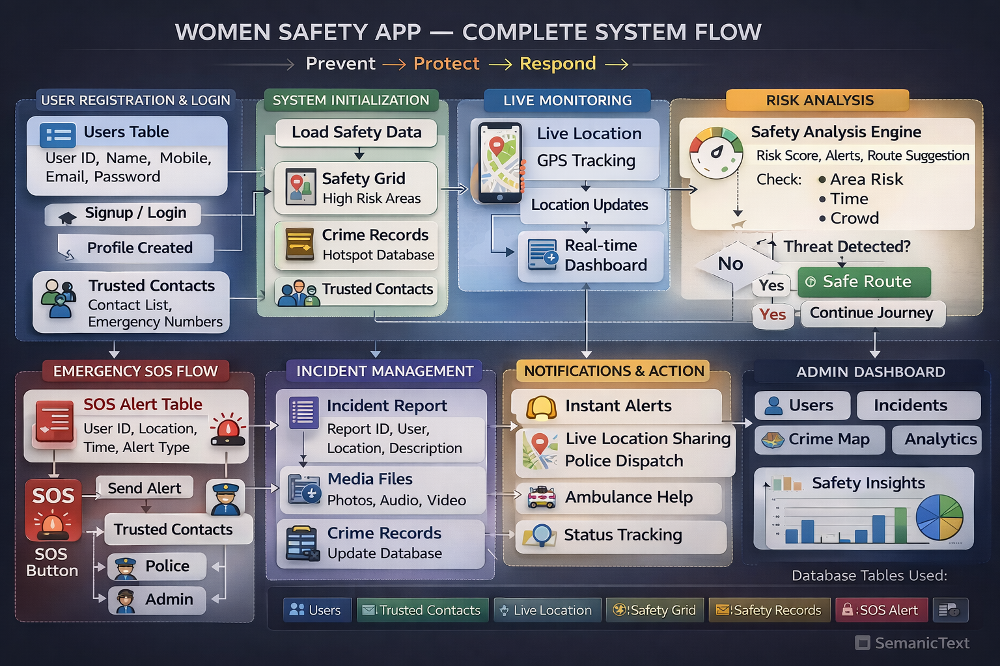 WOMEN SAFETY APP — COMPLETE SYSTEM FLOW
Prevent → Protect → Respond →
USER REGISTRATION & LOGIN
Users Table
User ID, Name, Mobile,
Email, Password
Signup / Login
Profile Created
Trusted Contacts
Contact List,
Emergency Numbers
SYSTEM INITIALIZATION
Load Safety Data
Safety Grid
High Risk Areas
Crime Records
Hotspot Database
Trusted Contacts
LIVE MONITORING
Live Location
GPS Tracking
Location Updates
Real-time
Dashboard
RISK ANALYSIS
Safety Analysis Engine
Risk Score, Alerts, Route Suggestion
Check: • Area Risk
• Time
• Crowd
Threat Detected?
No
Yes
Safe Route
Yes
Continue Journey
EMERGENCY SOS FLOW
SOS Alert Table
User ID, Location,
Time, Alert Type
SOS
SOS
Button
Send Alert
Trusted Contacts
Police
Admin
INCIDENT MANAGEMENT
Incident Report
Report ID, User,
Location, Description
Media Files
Photos, Audio, Video
Crime Records
Update Database
NOTIFICATIONS & ACTION
Instant Alerts
Live Location Sharing
Police Dispatch
Ambulance Help
Status Tracking
ADMIN DASHBOARD
Users
Incidents
Crime Map
Analytics
Safety Insights
Database Tables Used:
Users
Trusted Contacts
Live Location
Safety Grid
Safety Records
SOS Alert
SemanicText